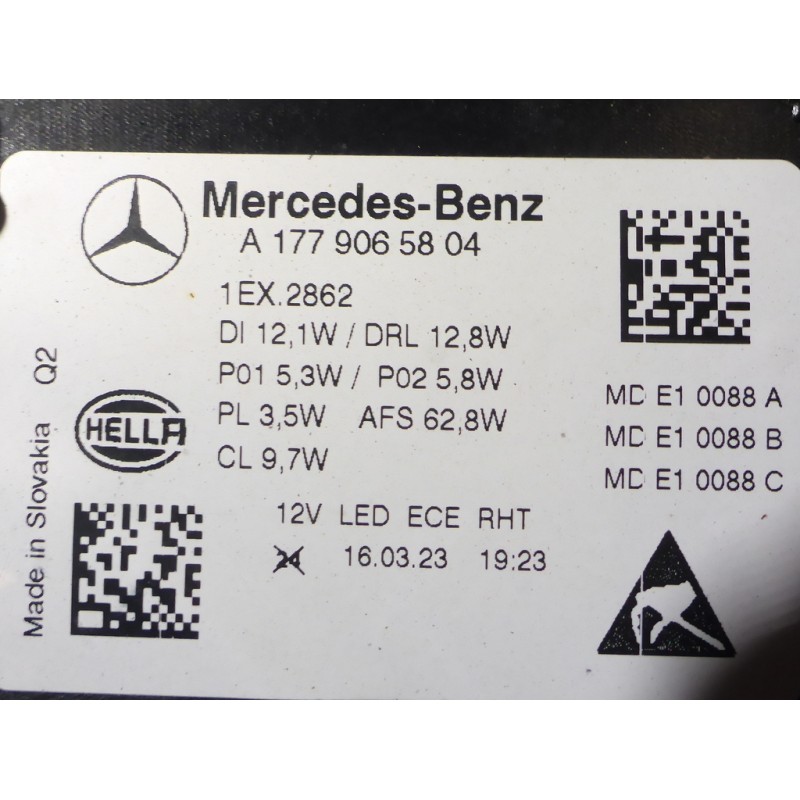 Mercedes-Benz
A 177 906 58 04
1EX.2862
DI 12,1W / DRL 12,8W
P01 5,3W / P02 5,8W
PL 3,5W AFS 62,8W
CL 9,7W
HELLA
Made in Slovakia Q2
MD E1 0088 A
MD E1 0088 B
MD E1 0088 C
12V LED ECE RHT
24 16.03.23 19:23